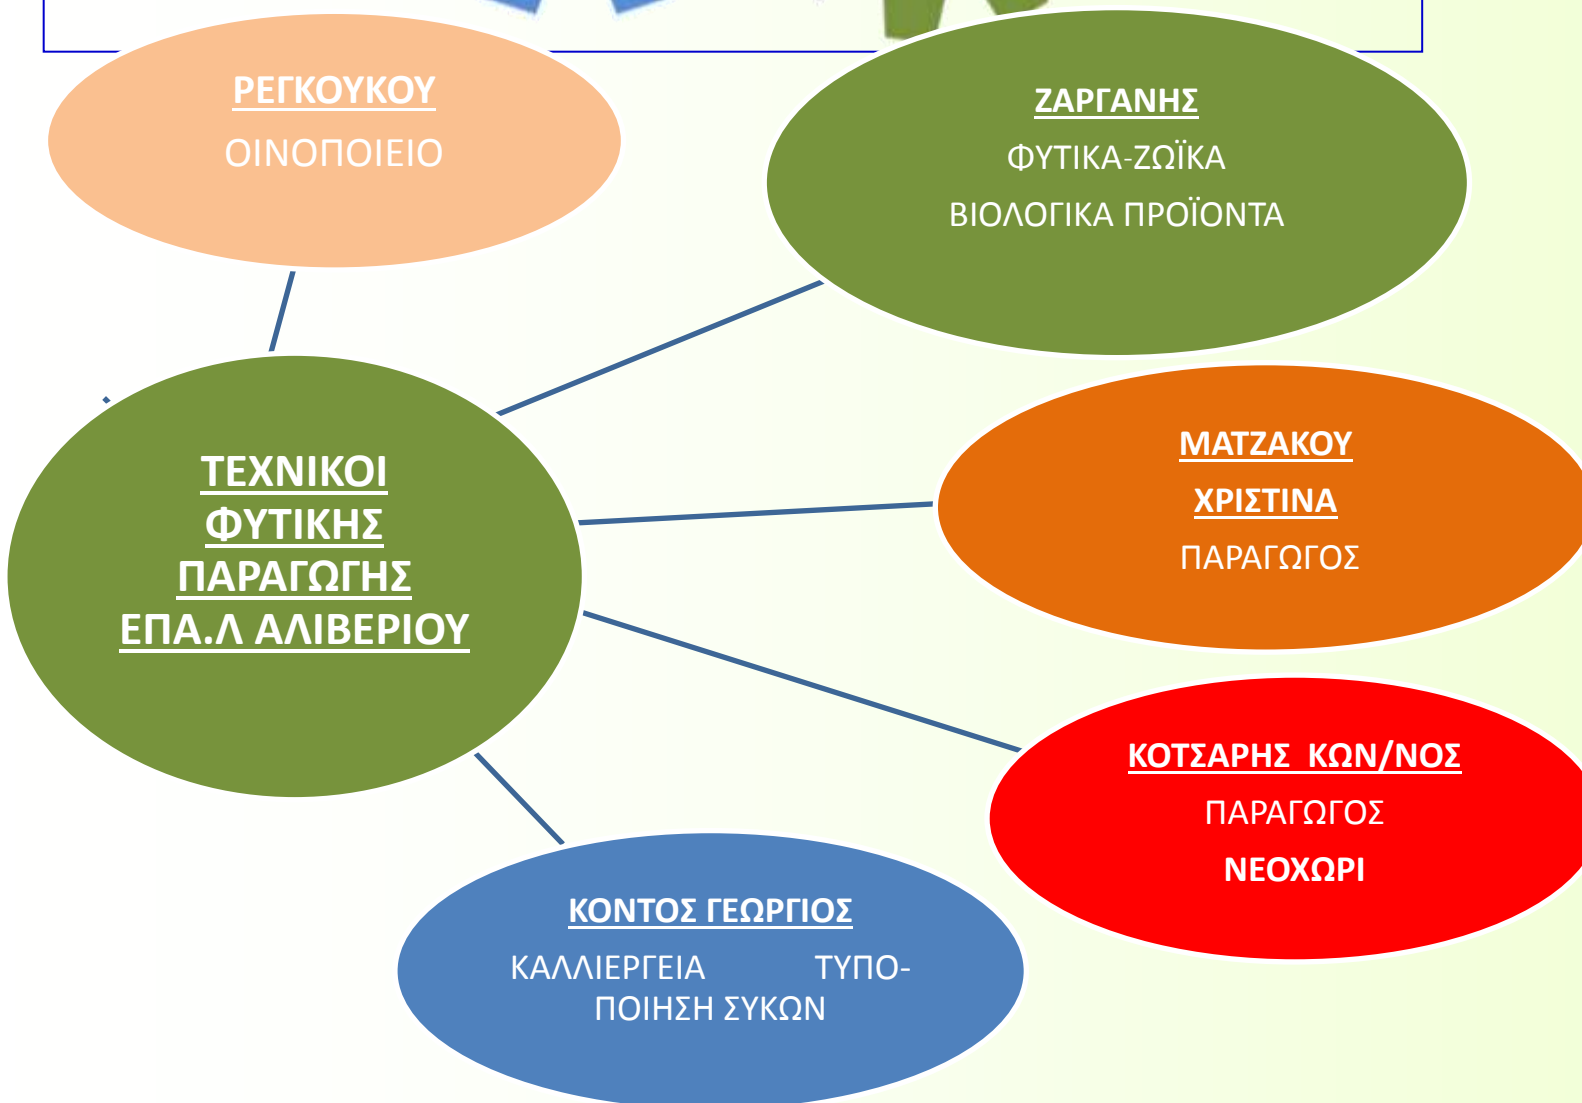 ΡΕΓΚΟΥΚΟΥ
ΟΙΝΟΠΟΙΕΙΟ
ΖΑΡΓΑΝΗΣ
ΦΥΤΙΚΑ-ΖΩΪΚΑ
ΒΙΟΛΟΓΙΚΑ ΠΡΟΪΟΝΤΑ
ΤΕΧΝΙΚΟΙ
ΦΥΤΙΚΗΣ
ΠΑΡΑΓΩΓΗΣ
ΕΠΑ.Λ ΑΛΙΒΕΡΙΟΥ
ΜΑΤΖΑΚΟΥ
ΧΡΙΣΤΙΝΑ
ΠΑΡΑΓΩΓΟΣ
ΚΟΤΣΑΡΗΣ ΚΩΝ/ΝΟΣ
ΠΑΡΑΓΩΓΟΣ
ΝΕΟΧΩΡΙ
ΚΟΝΤΟΣ ΓΕΩΡΓΙΟΣ
ΚΑΛΛΙΕΡΓΕΙΑ ΤΥΠΟ-
ΠΟΙΗΣΗ ΣΥΚΩΝ